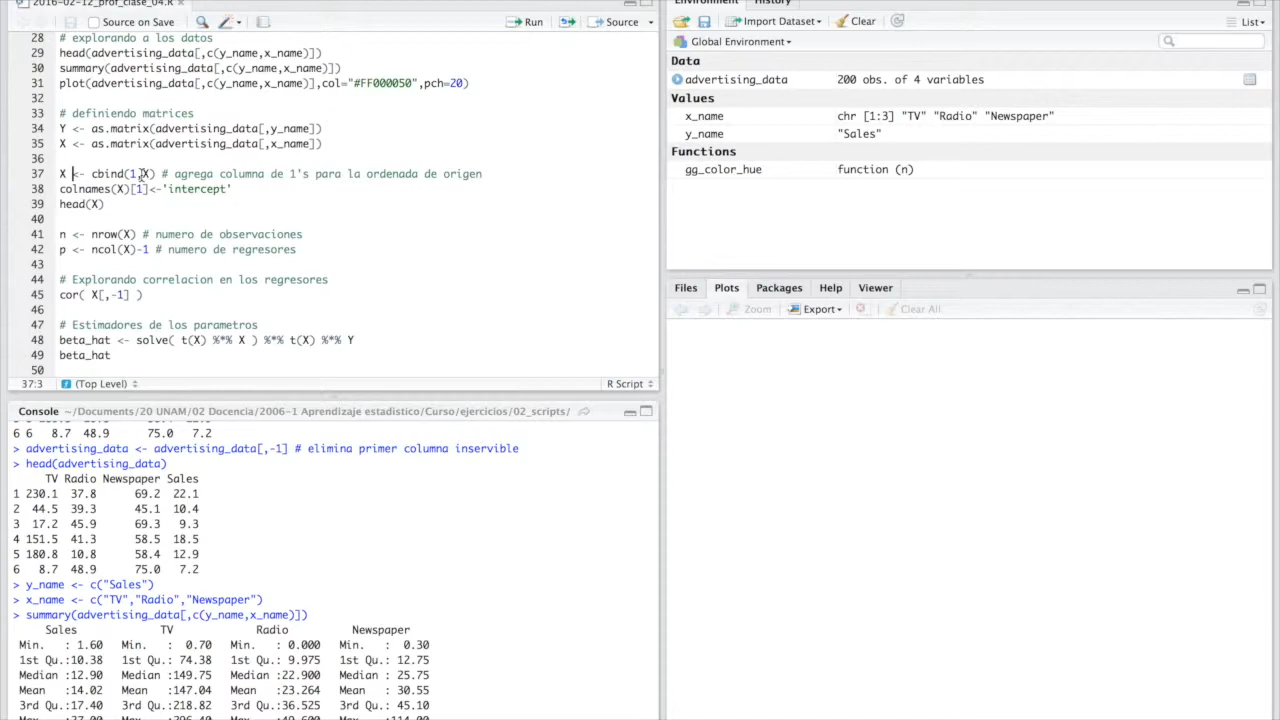 2016-02-12_prof_clase_04.R
Source on Save
Run
Source
28 # explorando a los datos
29 head(advertising_data[,c(y_name,x_name)])
30 summary(advertising_data[,c(y_name,x_name)])
31 plot(advertising_data[,c(y_name,x_name)],col="#FF000050",pch=20)
32
33 # definiendo matrices
34 Y <- as.matrix(advertising_data[,y_name])
35 X <- as.matrix(advertising_data[,x_name])
36
37 X <- cbind(1,X) # agrega columna de 1's para la ordenada de origen
38 colnames(X)[1]<-'intercept'
39 head(X)
40
41 n <- nrow(X) # numero de observaciones
42 p <- ncol(X)-1 # numero de regresores
43
44 # Explorando correlacion en los regresores
45 cor( X[,-1] )
46
47 # Estimadores de los parametros
48 beta_hat <- solve( t(X) %*% X ) %*% t(X) %*% Y
49 beta_hat
50
37:3 (Top Level) R Script
Console ~/Documents/20 UNAM/02 Docencia/2006-1 Aprendizaje estadistico/Curso/ejercicios/02_scripts/
6 6 8.7 48.9 75.0 7.2
> advertising_data <- advertising_data[,-1] # elimina primer columna inservible
> head(advertising_data)
TV Radio Newspaper Sales
1 230.1 37.8 69.2 22.1
2 44.5 39.3 45.1 10.4
3 17.2 45.9 69.3 9.3
4 151.5 41.3 58.5 18.5
5 180.8 10.8 58.4 12.9
6 8.7 48.9 75.0 7.2
> y_name <- c("Sales")
> x_name <- c("TV","Radio","Newspaper")
> summary(advertising_data[,c(y_name,x_name)])
Sales TV Radio Newspaper
Min. : 1.60 Min. : 0.70 Min. : 0.000 Min. : 0.30
1st Qu.:10.38 1st Qu.: 74.38 1st Qu.: 9.975 1st Qu.: 12.75
Median :12.90 Median :149.75 Median :22.900 Median : 25.75
Mean :14.02 Mean :147.04 Mean :23.264 Mean : 30.55
3rd Qu.:17.40 3rd Qu.:218.82 3rd Qu.:36.525 3rd Qu.: 45.10
Environment History
Import Dataset Clear List
Global Environment
Data
advertising_data 200 obs. of 4 variables
Values
x_name chr [1:3] "TV" "Radio" "Newspaper"
y_name "Sales"
Functions
gg_color_hue function (n)
Files Plots Packages Help Viewer
Zoom Export Clear All